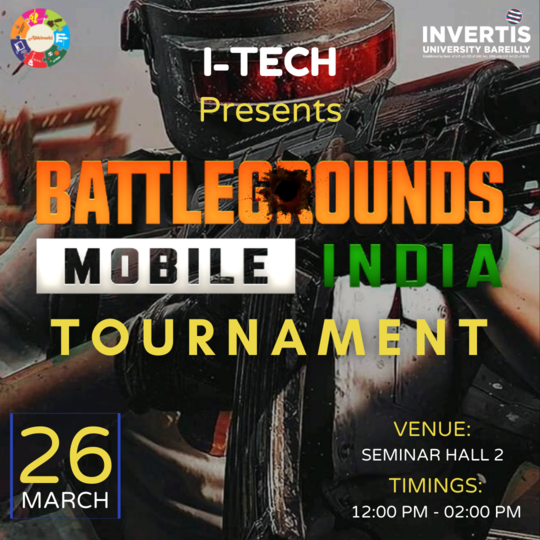 INVERTIS
UNIVERSITY BAREILLY
I-TECH
Presents
BATTLEGROUNDS
MOBILE INDIA
TOURNAMENT
26
MARCH
VENUE:
SEMINAR HALL 2
TIMINGS:
12:00 PM - 02:00 PM